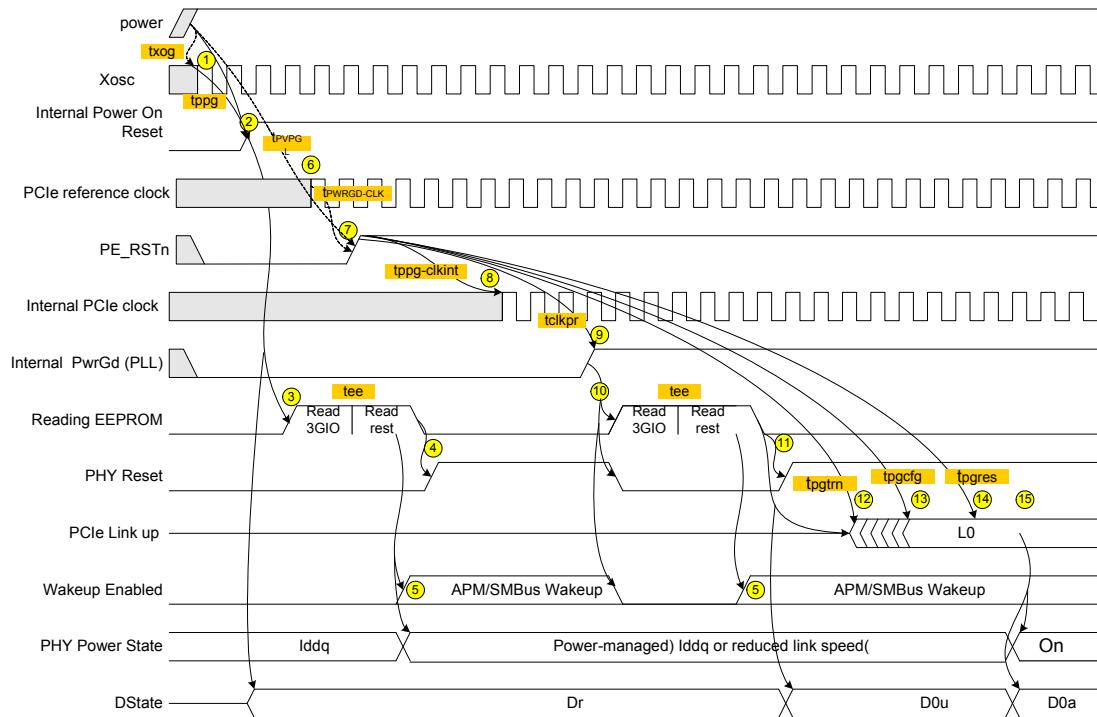 power
txog
1
Xosc
tppg
Internal Power On
Reset
2
tPVPG
L
6
PCIe reference clock
tPWRGD-CLK
7
PE_RSTn
tppg-clkint
8
Internal PCIe clock
tclkpr
9
Internal PwrGd (PLL)
3
tee
10
tee
Reading EEPROM
Read
3GIO
Read
rest
Read
3GIO
Read
rest
4
11
PHY Reset
tpgtrn
tpgcfg
tpgres
12
13
14
15
PCIe Link up
L0
Wakeup Enabled
5
APM/SMBus Wakeup
5
APM/SMBus Wakeup
PHY Power State
Iddq
Power-managed) Iddq or reduced link speed(
On
DState
Dr
D0u
D0a